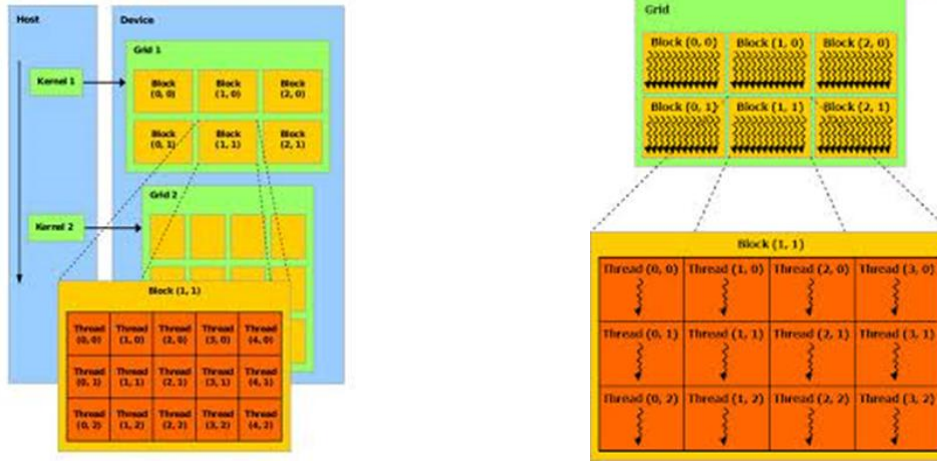 Host
Device
Grid 1
Kernel 1
Block (0, 0)
Block (1, 0)
Block (2, 0)
Block (0, 1)
Block (1, 1)
Block (2, 1)
Grid 2
Kernel 2
Block (1, 1)
Thread (0, 0)
Thread (1, 0)
Thread (2, 0)
Thread (3, 0)
Thread (4, 0)
Thread (0, 1)
Thread (1, 1)
Thread (2, 1)
Thread (3, 1)
Thread (4, 1)
Thread (0, 2)
Thread (1, 2)
Thread (2, 2)
Thread (3, 2)
Thread (4, 2)
Grid
Block (0, 0) Block (1, 0) Block (2, 0)
Block (0, 1) Block (1, 1) Block (2, 1)
Block (1, 1)
Thread (0, 0) Thread (1, 0) Thread (2, 0) Thread (3, 0)
Thread (0, 1) Thread (1, 1) Thread (2, 1) Thread (3, 1)
Thread (0, 2) Thread (1, 2) Thread (2, 2) Thread (3, 2)